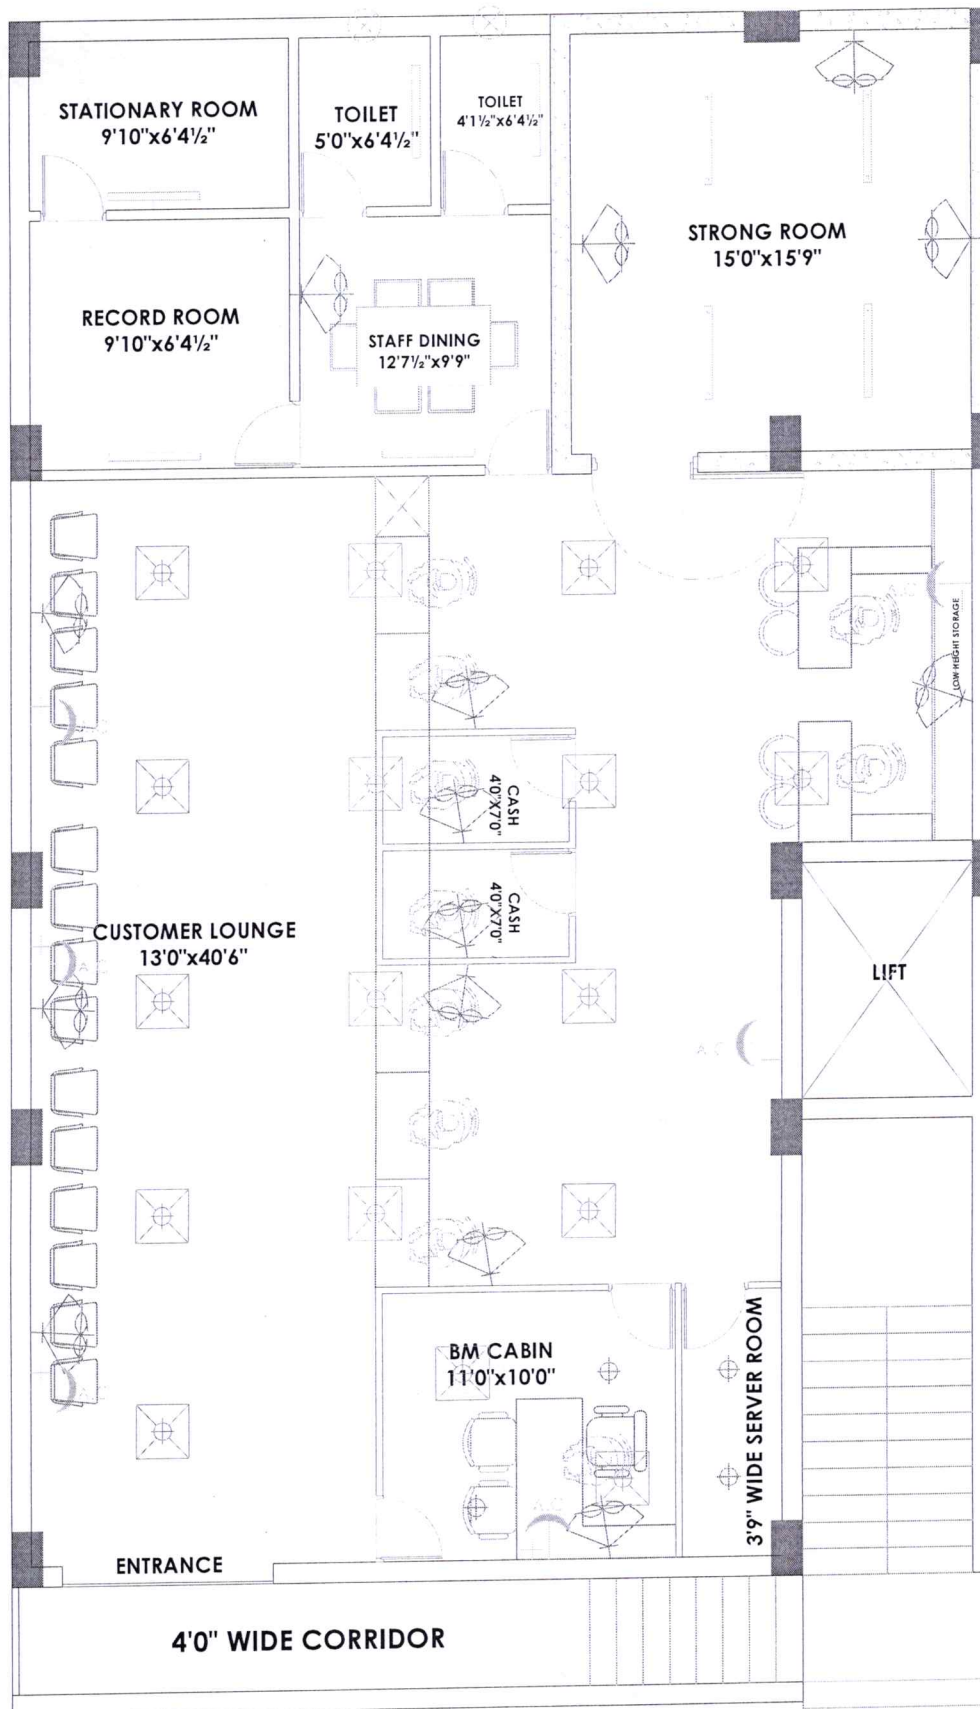 STATIONARY ROOM
9'10"x6'4½"
TOILET
5'0"x6'4½"
TOILET
4'1½"x6'4½"
STRONG ROOM
15'0"x15'9"
RECORD ROOM
9'10"x6'4½"
STAFF DINING
12'7½"x9'9"
LOW HEIGHT STORAGE
CASH
4'0"X7'0"
CASH
4'0"X7'0"
CUSTOMER LOUNGE
13'0"x40'6"
LIFT
A.C
BM CABIN
11'0"x10'0"
3'9" WIDE SERVER ROOM
A.C
ENTRANCE
4'0" WIDE CORRIDOR